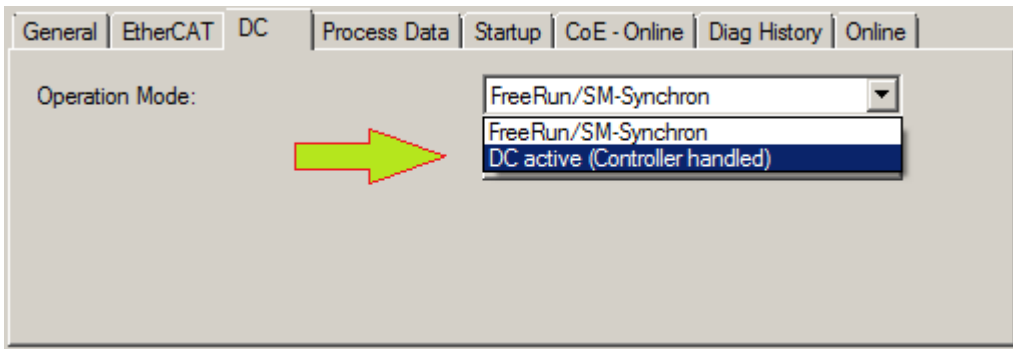 General EtherCAT DC Process Data Startup CoE - Online Diag History Online
Operation Mode: FreeRun/SM-Synchron
FreeRun/SM-Synchron
DC active (Controller handled)